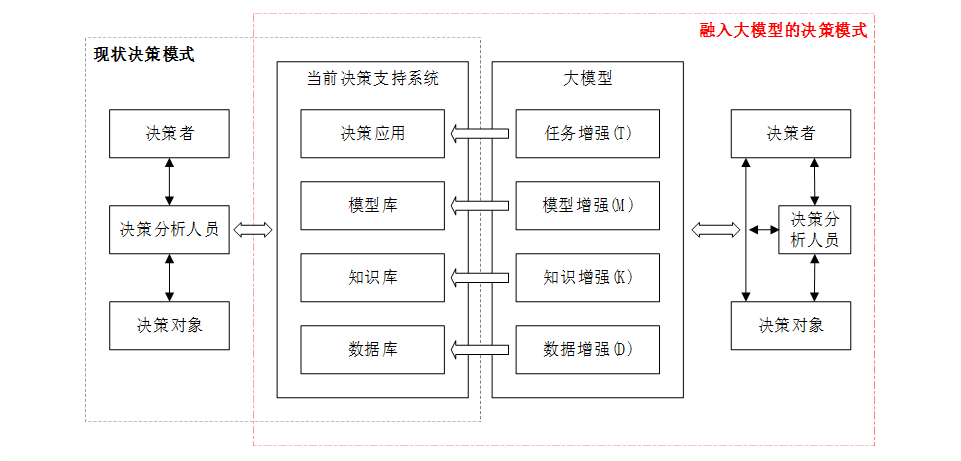 融入大模型的决策模式
现状决策模式
当前决策支持系统
大模型
决策者
决策应用
任务增强(T)
决策者
决策分析人员
模型库
模型增强(M)
决策分
析人员
知识库
知识增强(K)
决策对象
数据库
数据增强(D)
决策对象